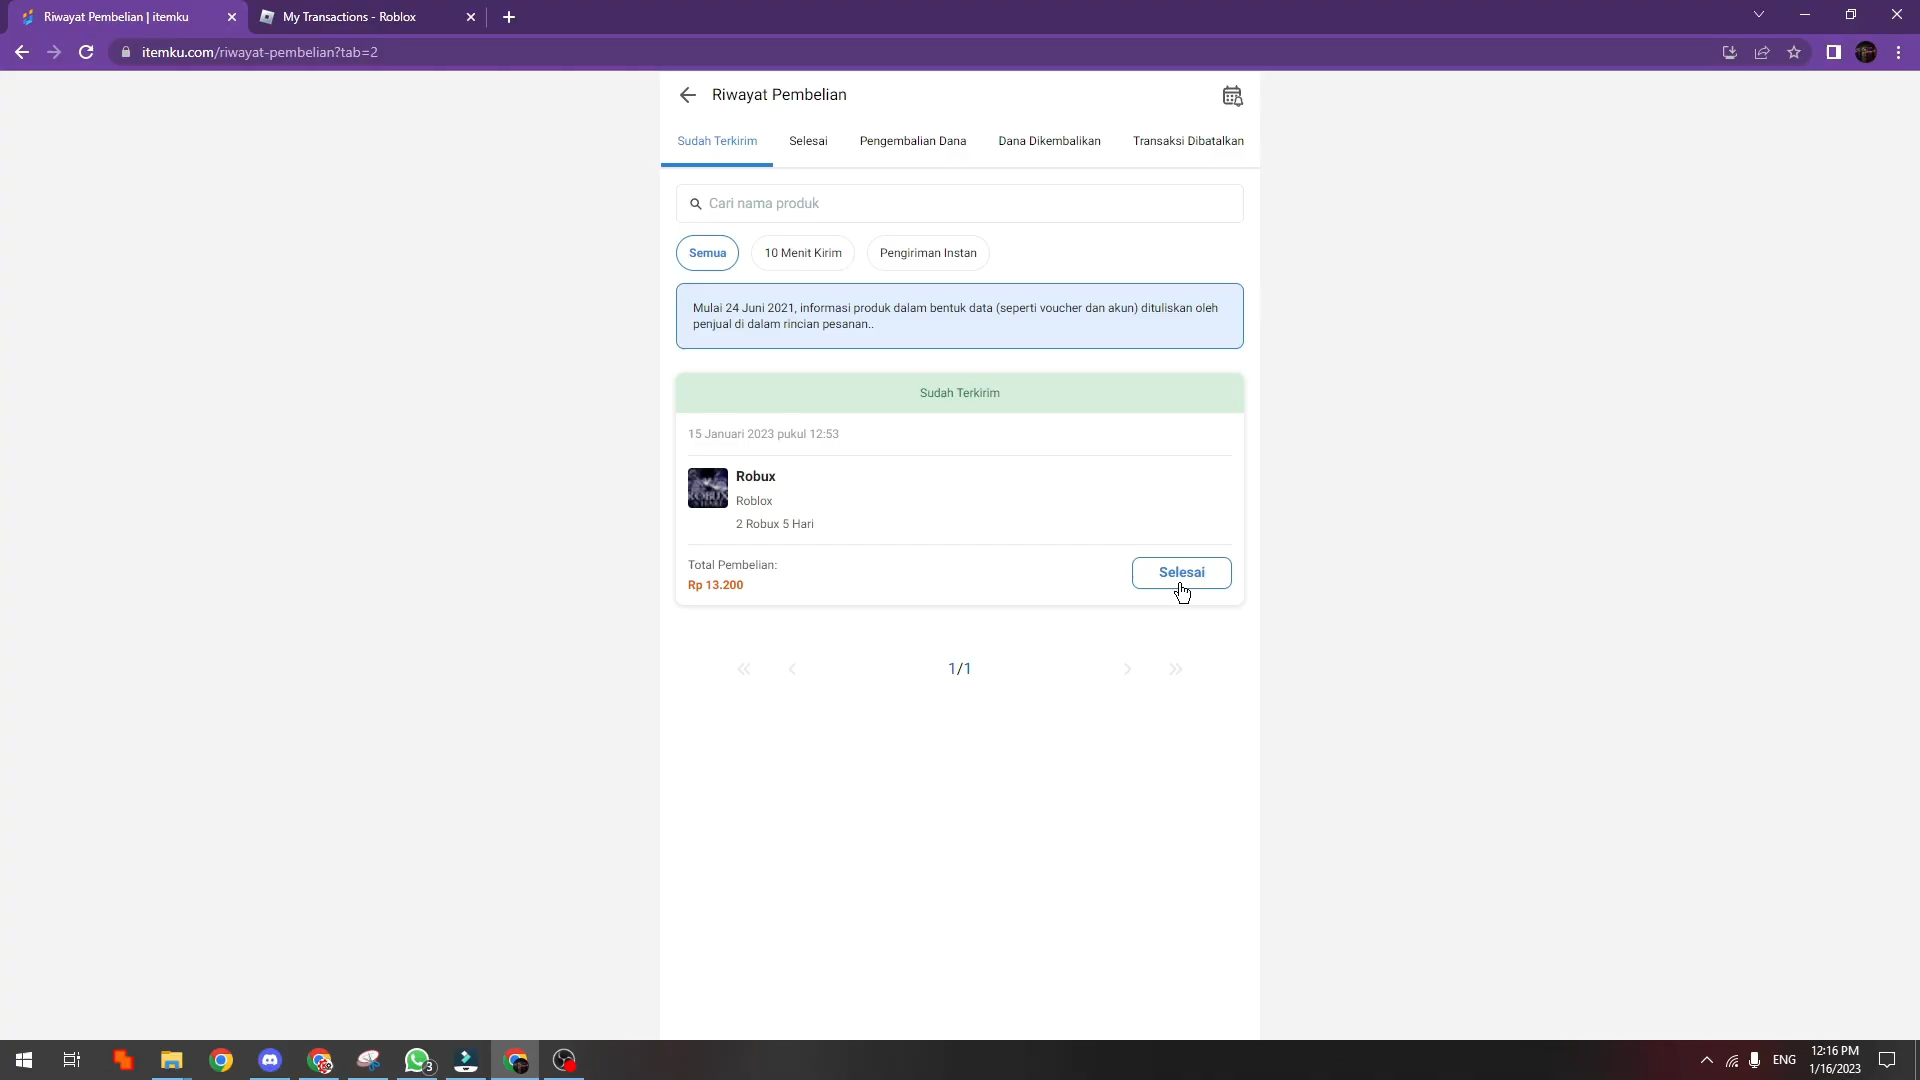 Riwayat Pembelian | itemku
My Transactions - Roblox
itemku.com/riwayat-pembelian?tab=2
Riwayat Pembelian
Sudah Terkirim
Selesai
Pengembalian Dana
Dana Dikembalikan
Transaksi Dibatalkan
Cari nama produk
Semua
10 Menit Kirim
Pengiriman Instan
Mulai 24 Juni 2021, informasi produk dalam bentuk data (seperti voucher dan akun) dituliskan oleh
penjual di dalam rincian pesanan..
Sudah Terkirim
15 Januari 2023 pukul 12:53
Robux
Roblox
2 Robux 5 Hari
Total Pembelian:
Rp 13.200
Selesai
1/1
3
ENG
12:16 PM
1/16/2023